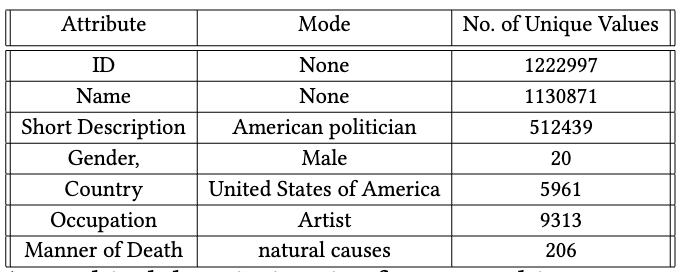 Attribute Mode No. of Unique Values
ID None 1222997
Name None 1130871
Short Description American politician 512439
Gender, Male 20
Country United States of America 5961
Occupation Artist 9313
Manner of Death natural causes 206